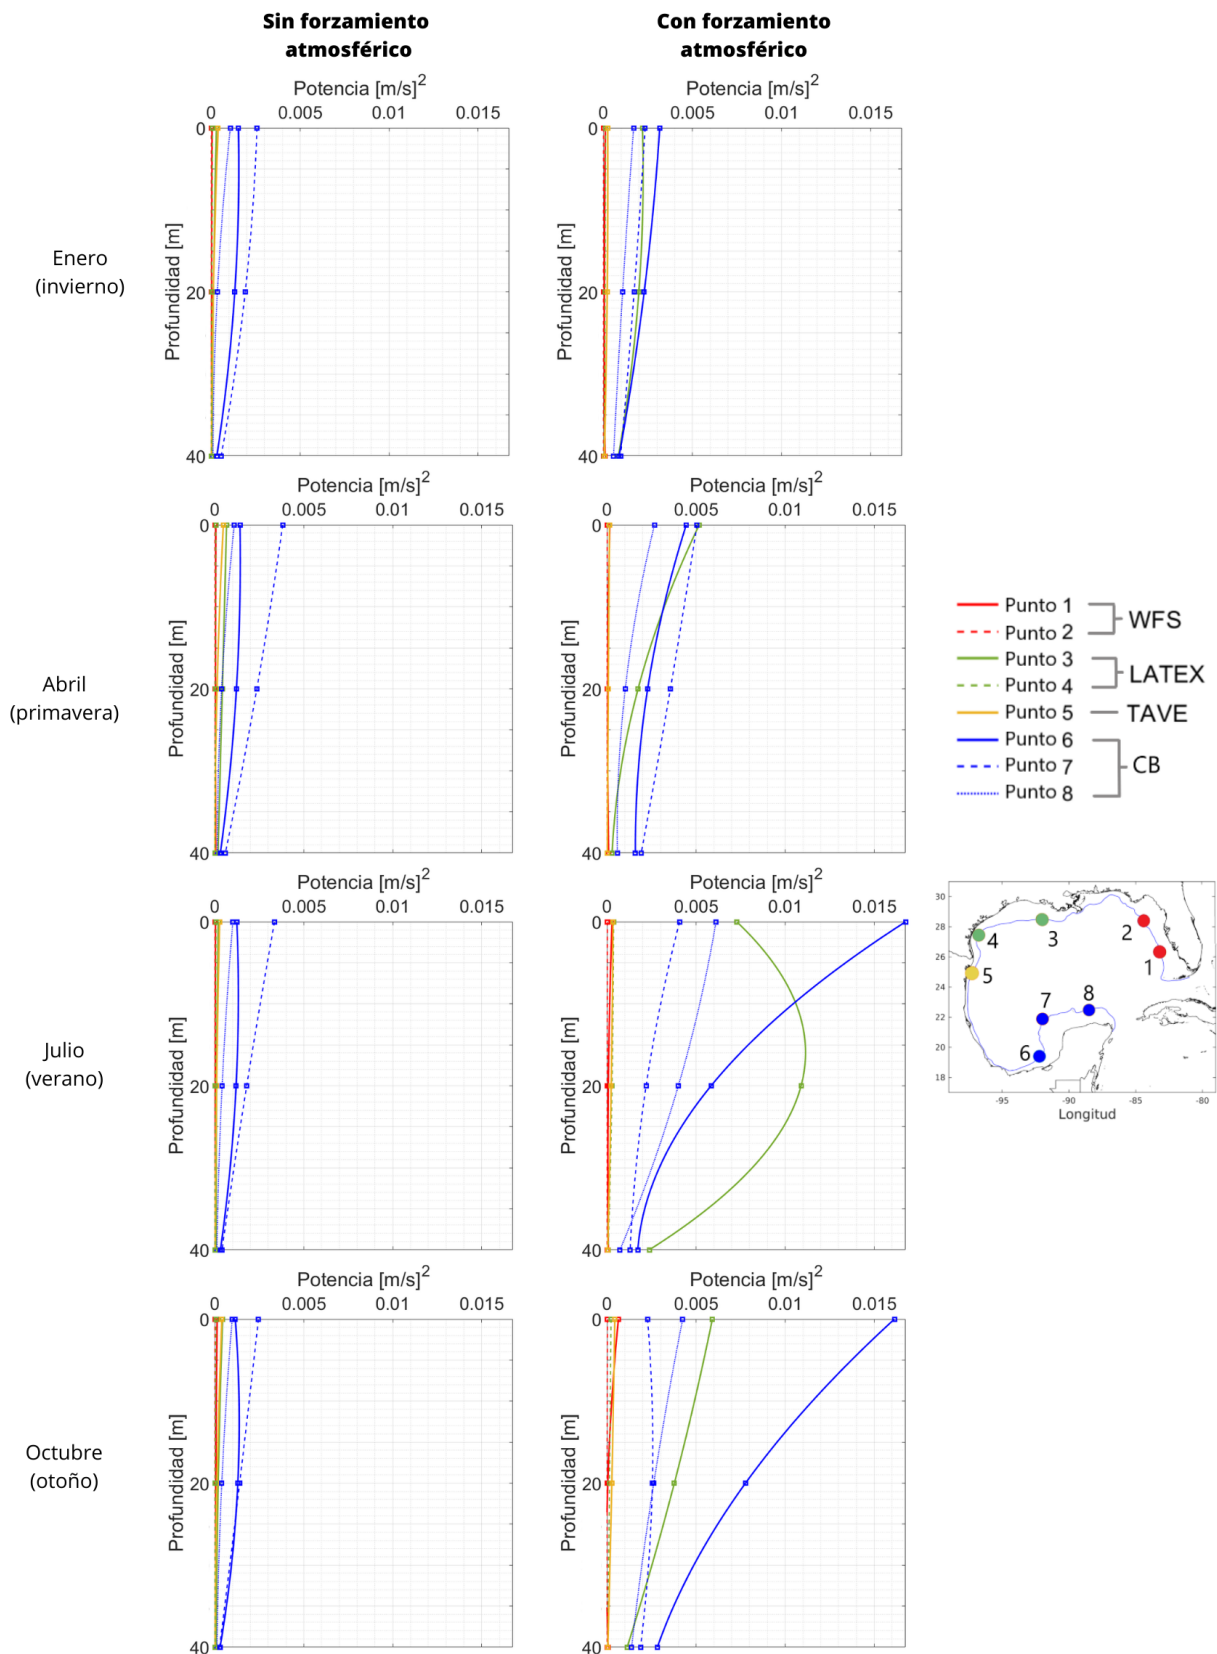 Sin forzamiento
atmosférico
Con forzamiento
atmosférico
Enero
(invierno)
Potencia [m/s]2
0 0.005 0.01 0.015
0
20
40
Profundidad [m]
Potencia [m/s]2
0 0.005 0.01 0.015
0
20
40
Profundidad [m]
Abril
(primavera)
Potencia [m/s]2
0 0.005 0.01 0.015
0
20
40
Profundidad [m]
Potencia [m/s]2
0 0.005 0.01 0.015
0
20
40
Profundidad [m]
Julio
(verano)
Potencia [m/s]2
0 0.005 0.01 0.015
0
20
40
Profundidad [m]
Potencia [m/s]2
0 0.005 0.01 0.015
0
20
40
Profundidad [m]
Octubre
(otoño)
Potencia [m/s]2
0 0.005 0.01 0.015
0
20
40
Profundidad [m]
Potencia [m/s]2
0 0.005 0.01 0.015
0
20
40
Profundidad [m]
Punto 1
Punto 2
WFS
Punto 3
Punto 4
LATEX
Punto 5
TAVE
Punto 6
Punto 7
Punto 8
CB
30
28
26
24
22
20
18
1
2
3
4
5
6
7
8
-95 -90 -85 -80
Longitud